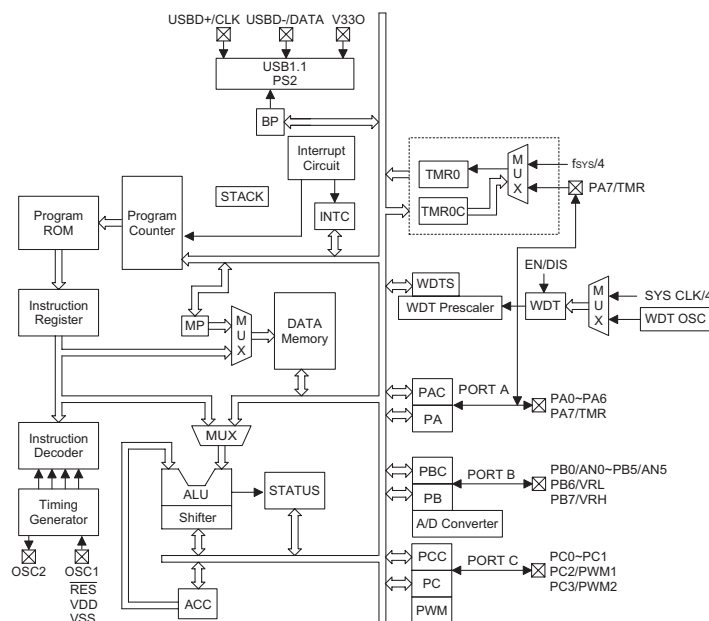 USBD+/CLK USBD-/DATA V33O
USB1.1
PS2
BP
Interrupt
Circuit
STACK
INTC
Program
ROM
Program
Counter
TMR0
TMR0C
M
U
X
fSYS/4
PA7/TMR
Instruction
Register
MP
M
U
X
DATA
Memory
WDTS
WDT Prescaler
EN/DIS
WDT
M
U
X
SYS CLK/4
WDT OSC
PAC
PA
PORT A
PA0~PA6
PA7/TMR
MUX
Instruction
Decoder
ALU
Shifter
STATUS
PBC
PB
PORT B
A/D Converter
PB0/AN0~PB5/AN5
PB6/VRL
PB7/VRH
Timing
Generator
OSC2
OSC1
RES
VDD
VSS
ACC
PCC
PC
PWM
PORT C
PC0~PC1
PC2/PWM1
PC3/PWM2